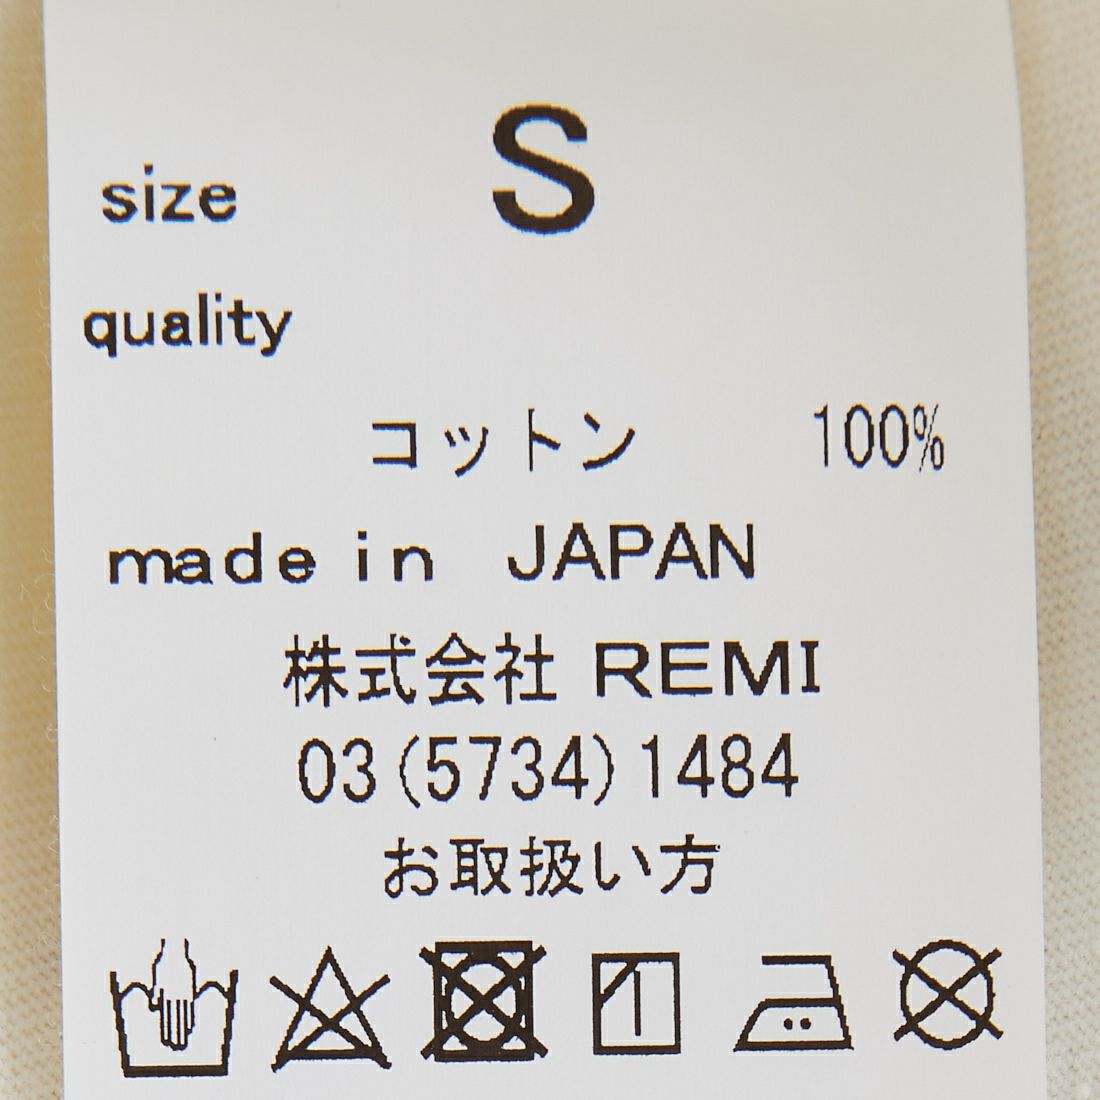 size S
quality
コットン 100%
made in JAPAN
株式会社 REMI
03(5734)1484
お取扱い方